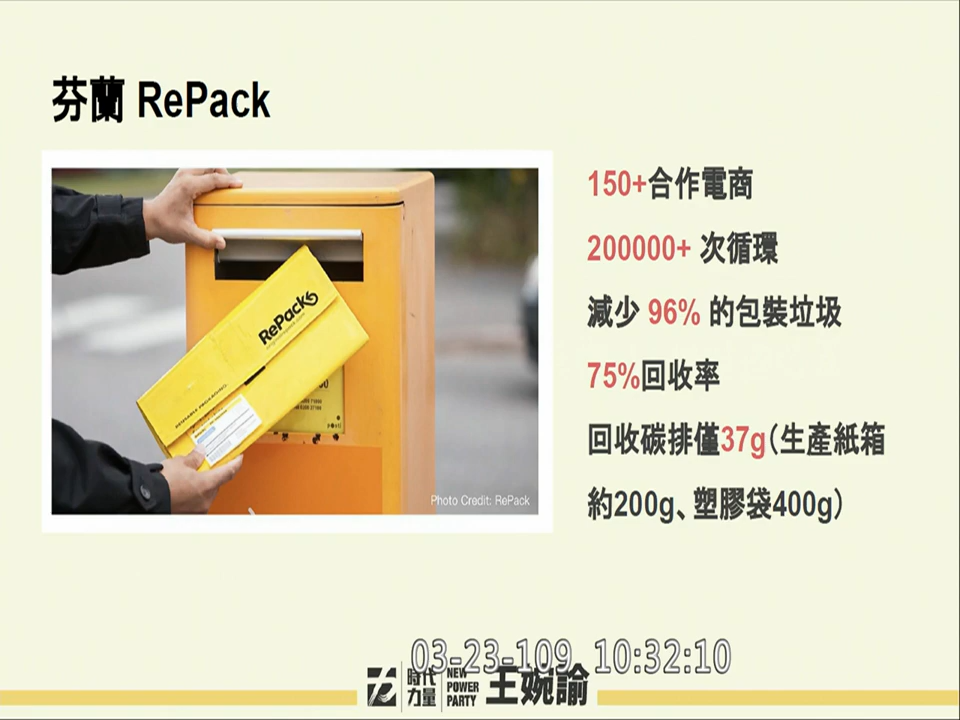 芬蘭 RePack
RePack
REUSABLE PACKAGING
Photo Credit: RePack
150+合作電商
200000+ 次循環
減少 96% 的包裝垃圾
75%回收率
回收碳排僅37g(生產紙箱
約200g、塑膠袋400g)
03-23-109 10:32:10
時代
力量
NEW
POWER
PARTY
王婉諭